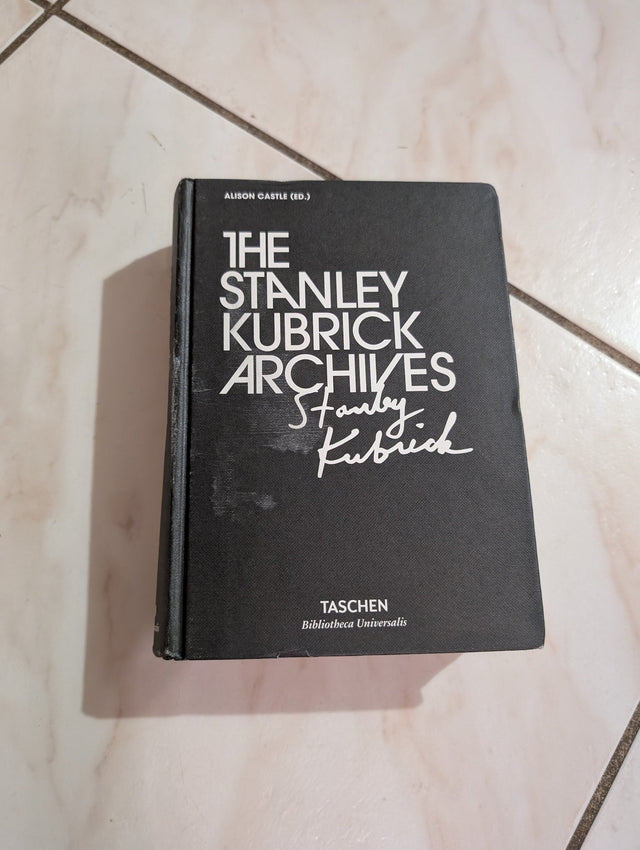 ALISON CASTLE (ED.)
THE
STANLEY
KUBRICK
ARCHIVES
Stanley
Kubrick
TASCHEN
Bibliotheca Universalis